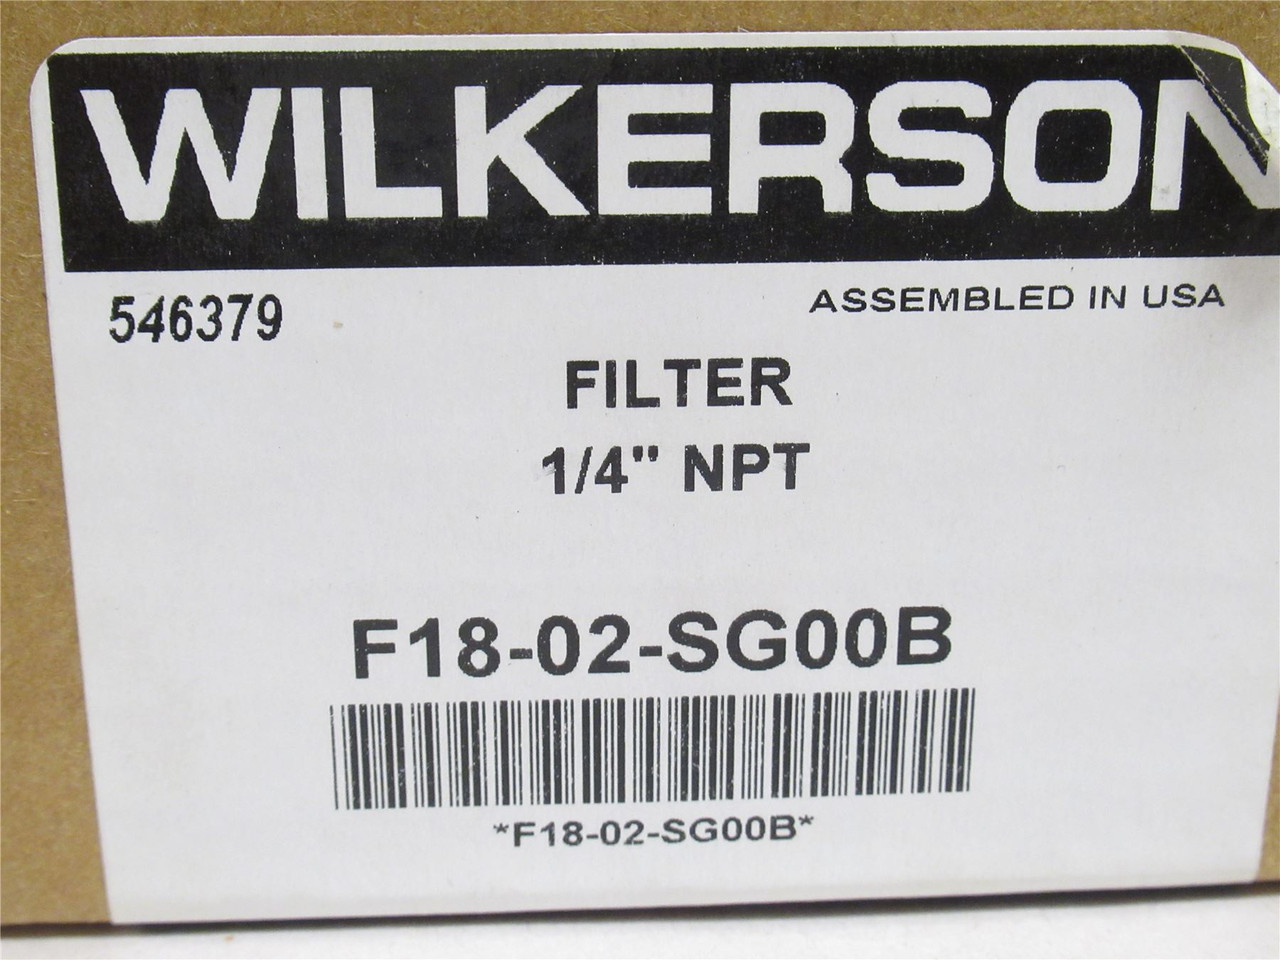 WILKERSON
546379
ASSEMBLED IN USA
FILTER
1/4" NPT
F18-02-SG00B
*F18-02-SG00B*